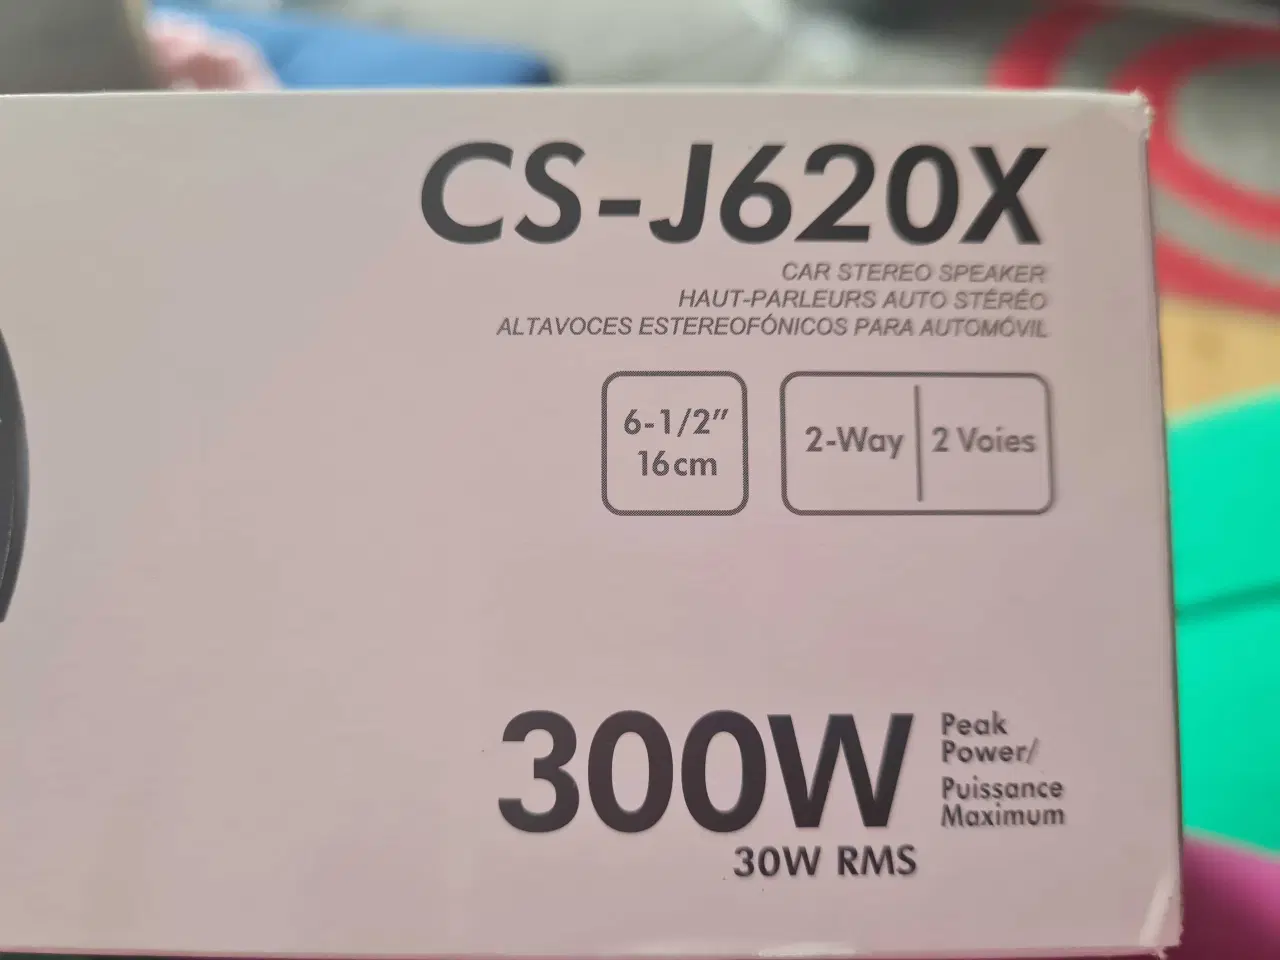 CS-J620X
CAR STEREO SPEAKER
HAUT-PARLEURS AUTO STÉRÉO
ALTAVOCES ESTEREOFÓNICOS PARA AUTOMÓVIL
6-1/2"
16cm
2-Way
2 Voies
300W
Peak
Power/
Puissance
Maximum
30W RMS